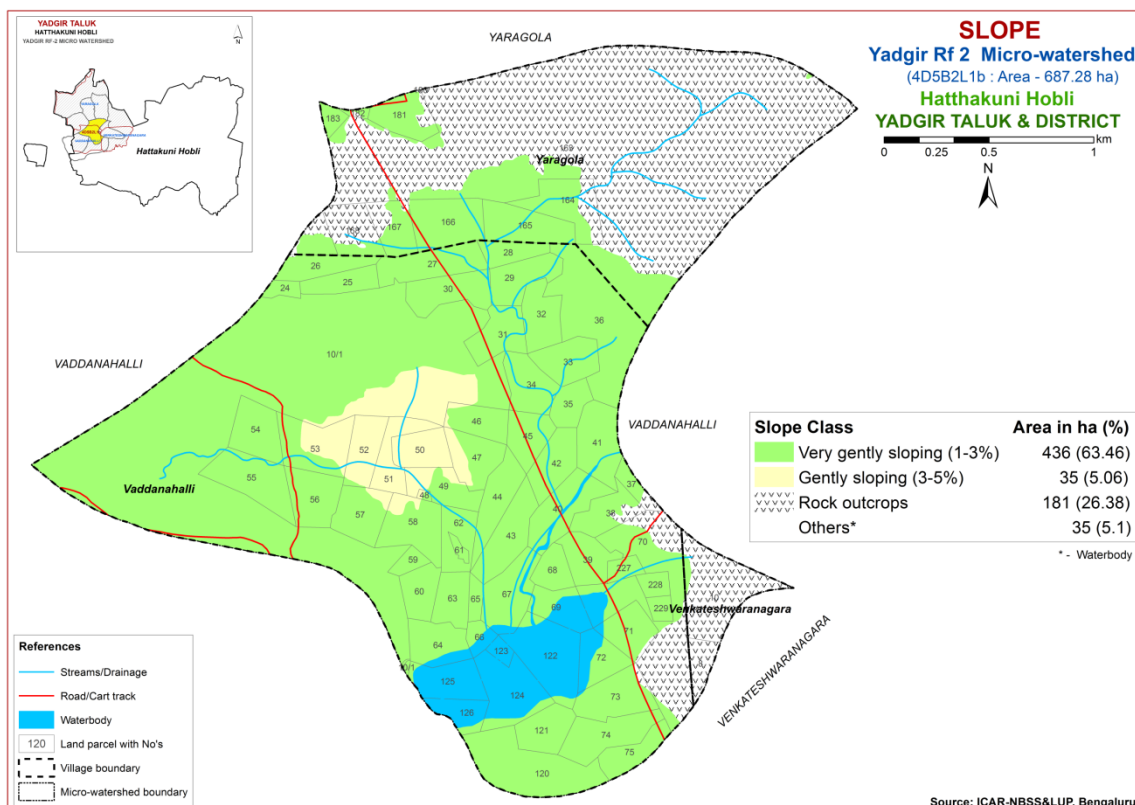 YADGIR TALUK
HATTHAKUNI HOBLI
YADGIR RF-2 MICRO WATERSHED
N
Hattakuni Hobli
SLOPE
Yadgir Rf 2 Micro-watershed
(4D5B2L1b : Area - 687.28 ha)
Hatthakuni Hobli
YADGIR TALUK & DISTRICT
km
0 0.25 0.5 1
N
YARAGOLA
183
181
Yaragola
164
168
167
166
165
26
27
28
24
25
30
29
32
36
31
10/1
33
34
35
VADDANAHALLI
VADDANAHALLI
54
53
52
50
46
45
41
47
42
55
51
49
48
44
37
Vaddanahalli
56
57
58
62
43
38
70
61
39
59
68
227
60
63
65
67
69
228
229
Venkateshwaranagara
71
66
64
123
122
72
10/1
125
124
73
126
121
74
75
120
VENKATESHWARANAGARA
Slope Class Area in ha (%)
Very gently sloping (1-3%) 436 (63.46)
Gently sloping (3-5%) 35 (5.06)
Rock outcrops 181 (26.38)
Others* 35 (5.1)
* - Waterbody
References
Streams/Drainage
Road/Cart track
Waterbody
120 Land parcel with No's
Village boundary
Micro-watershed boundary
Source: ICAR-NBSS&LUP, Bengaluru